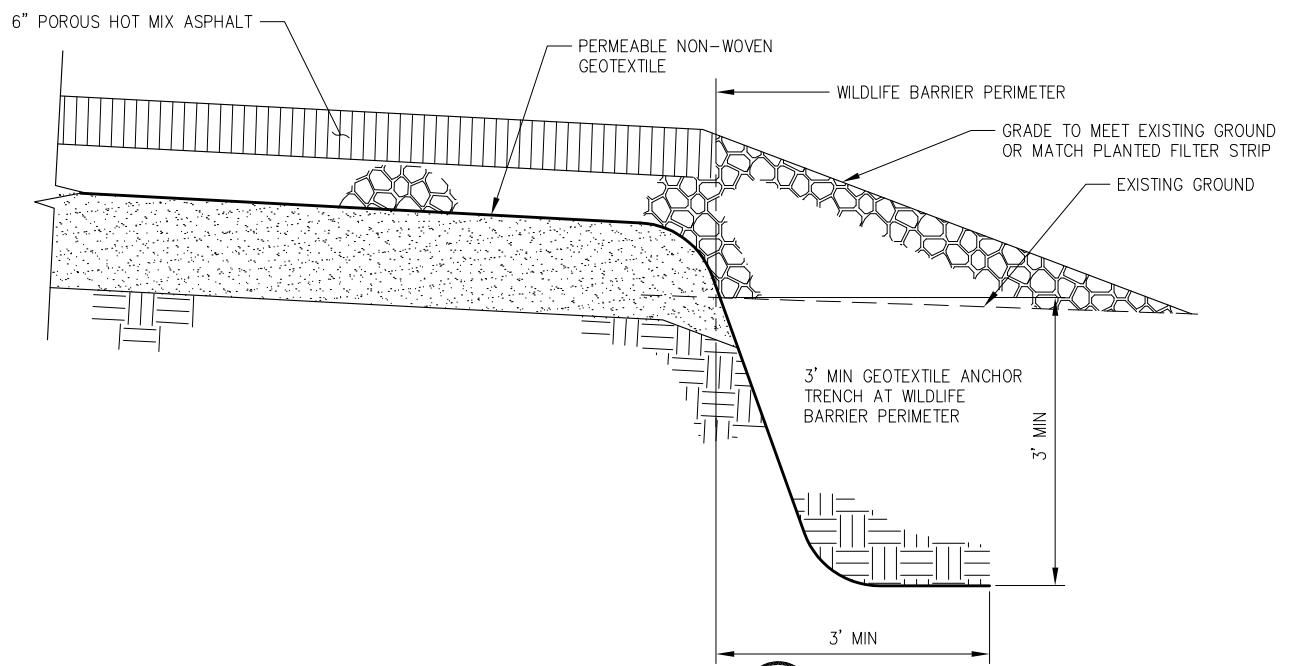 6" POROUS HOT MIX ASPHALT
PERMEABLE NON-WOVEN
GEOTEXTILE
WILDLIFE BARRIER PERIMETER
GRADE TO MEET EXISTING GROUND
OR MATCH PLANTED FILTER STRIP
EXISTING GROUND
3' MIN GEOTEXTILE ANCHOR
TRENCH AT WILDLIFE
BARRIER PERIMETER
3' MIN
3' MIN